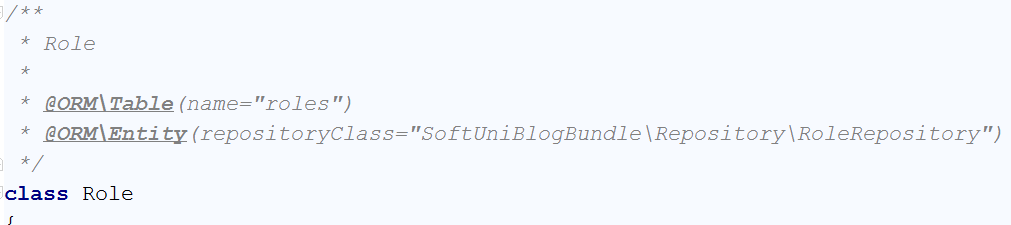 /**
 * Role
 *
 * @ORM\Table(name="roles")
 * @ORM\Entity(repositoryClass="SoftUniBlogBundle\Repository\RoleRepository")
 */
class Role
{